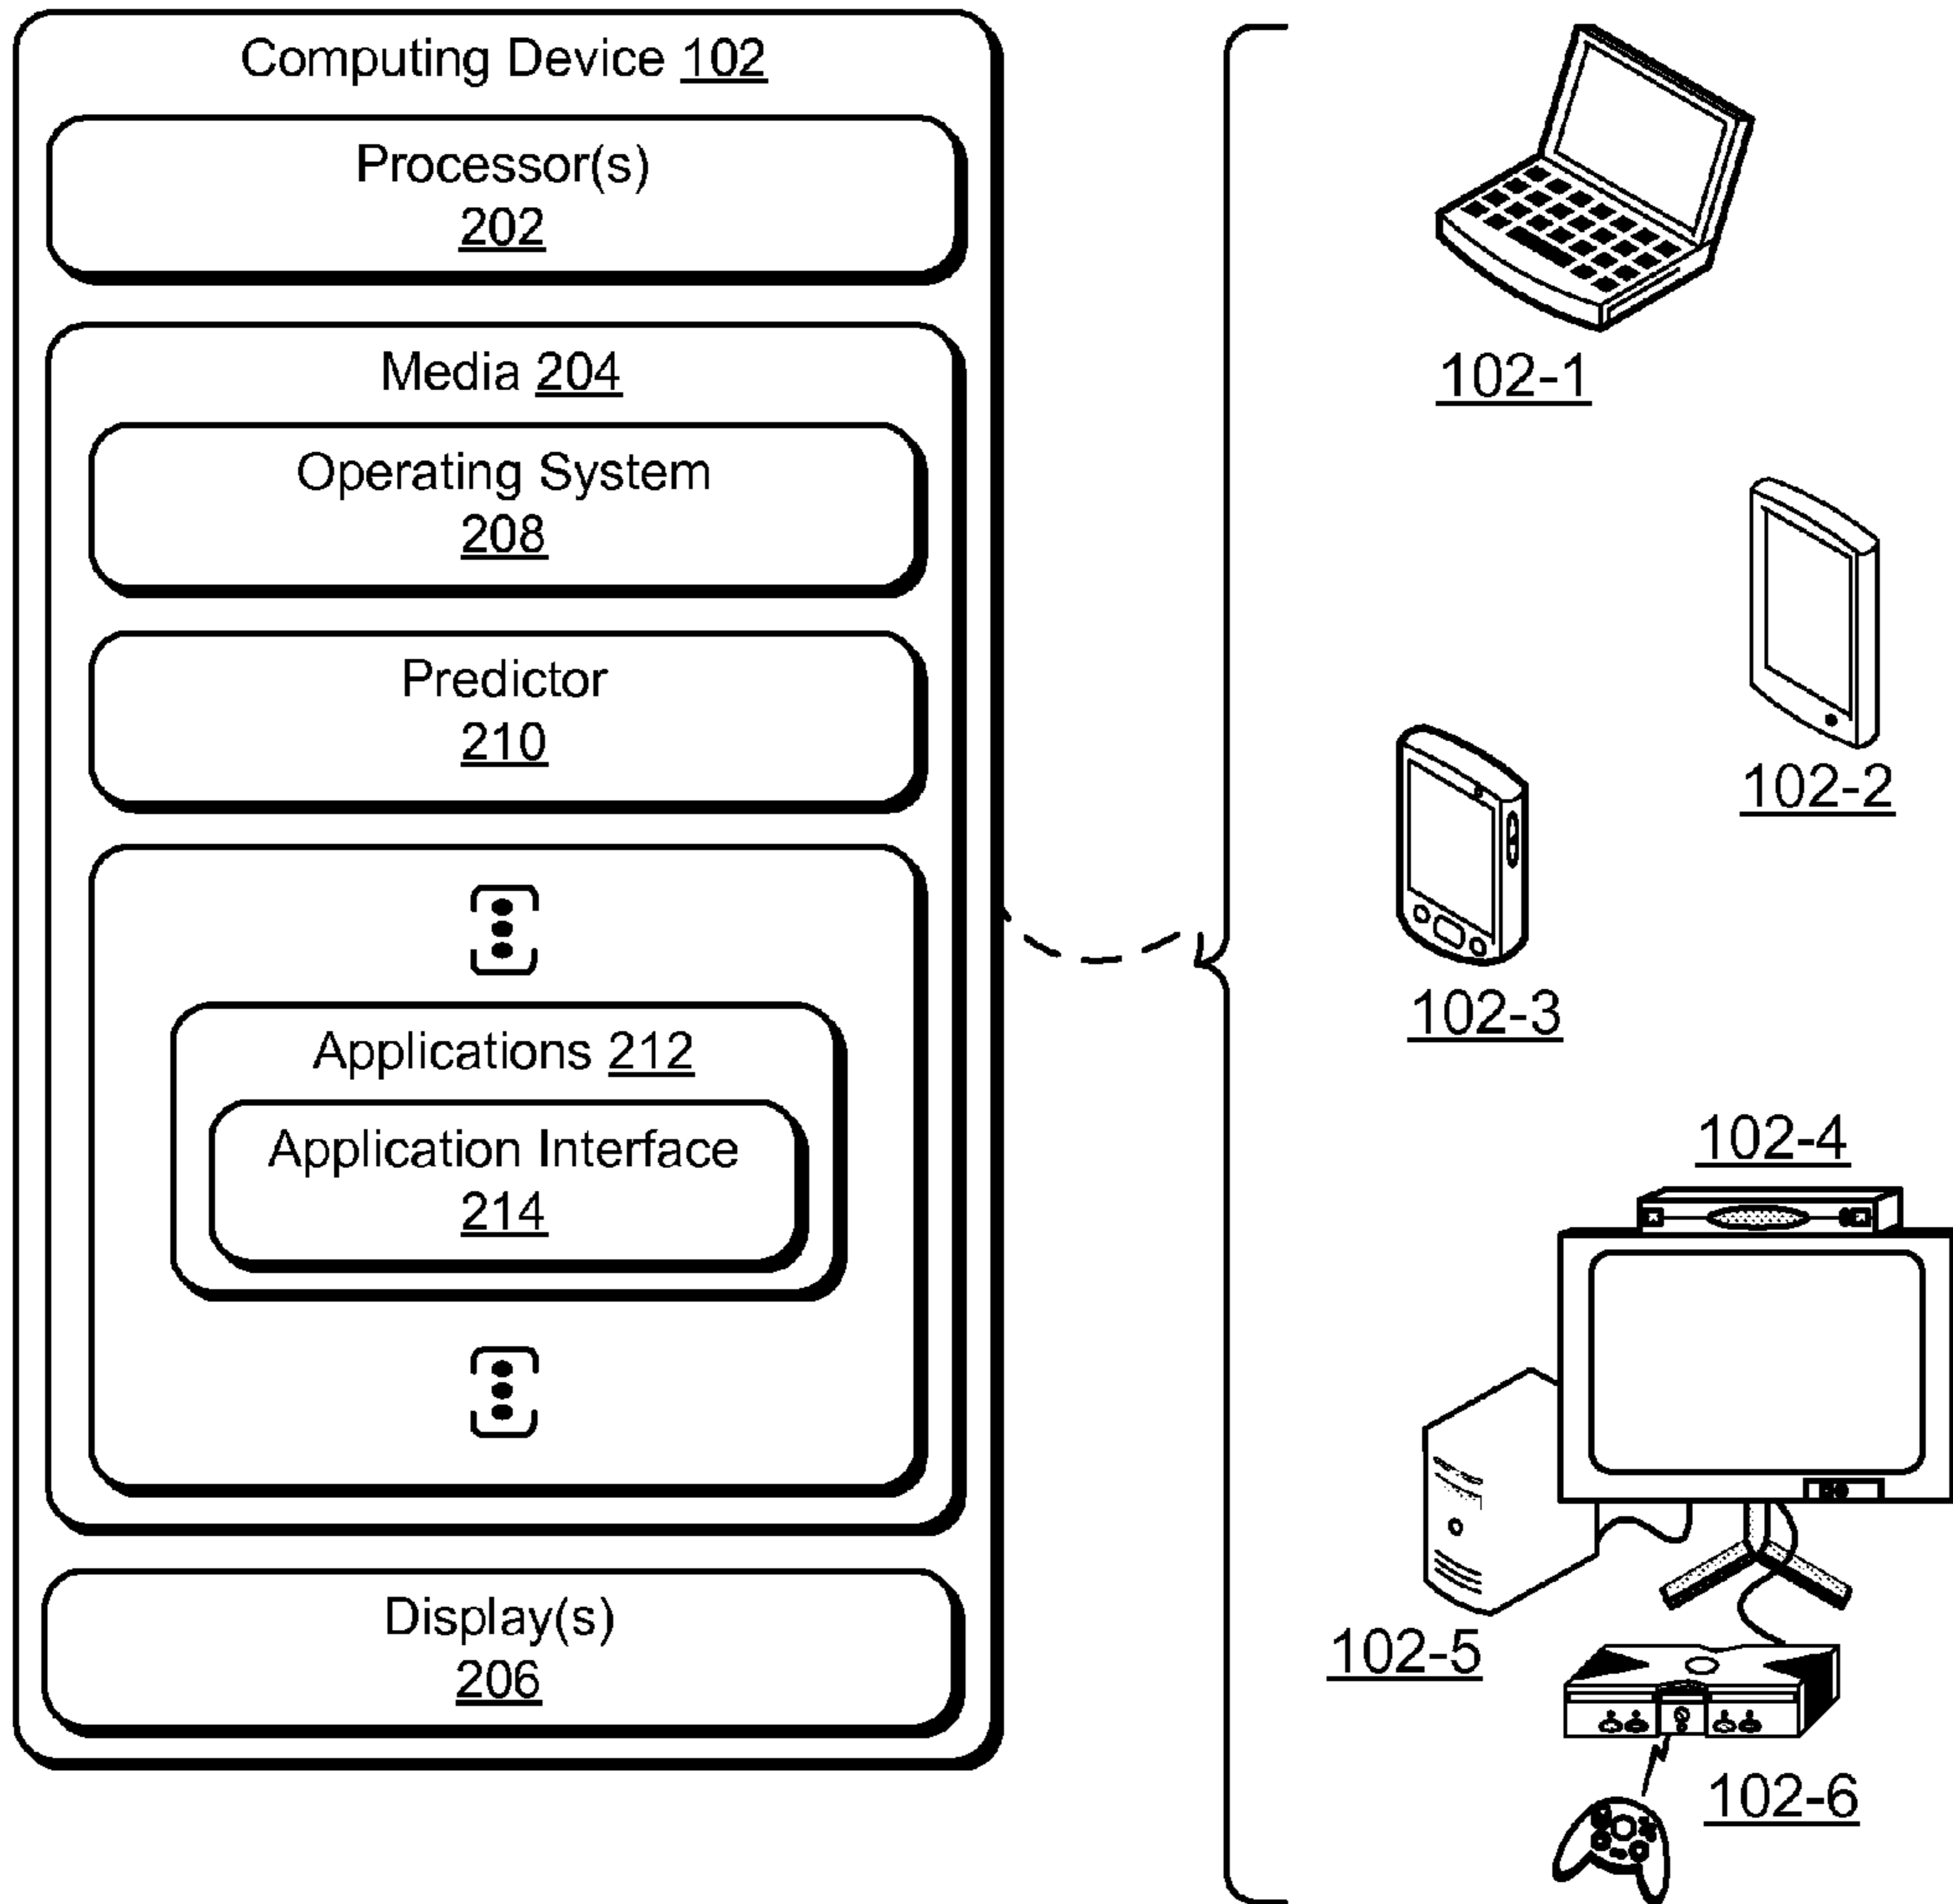 Computing Device 102
Processor(s)
202
Media 204
Operating System
208
Predictor
210
Applications 212
Application Interface
214
Display(s)
206
102-1
102-2
102-3
102-4
102-5
102-6